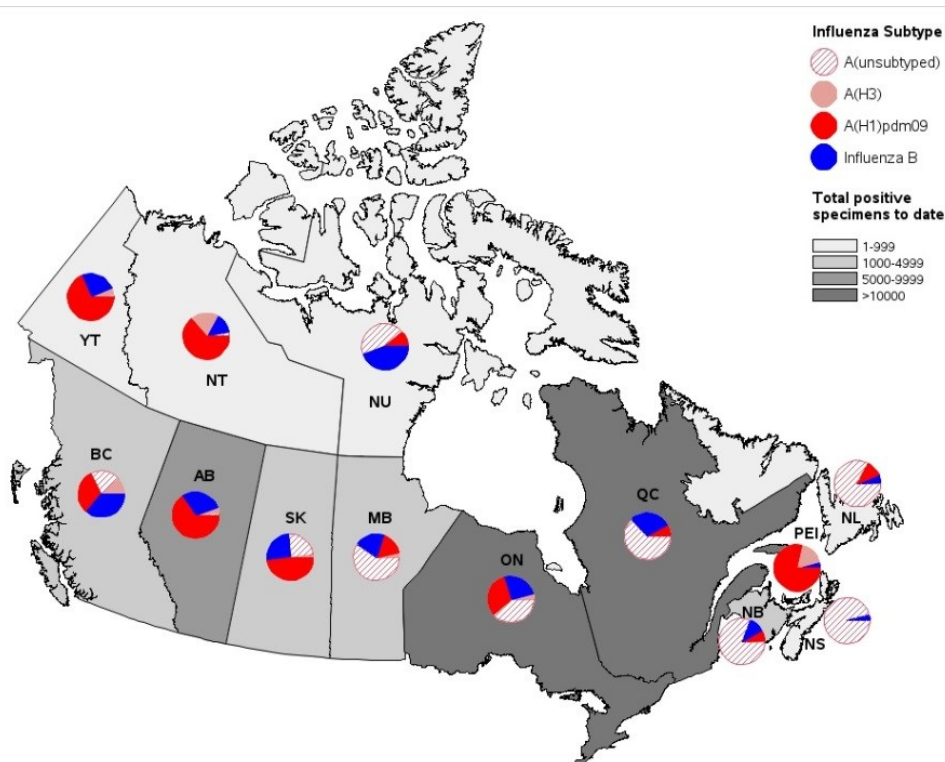 Influenza Subtype
A(unsubtyped)
A(H3)
A(H1)pdm09
Influenza B
Total positive
specimens to date
1-999
1000-4999
5000-9999
>10000
YT
NT
NU
BC
AB
SK
MB
ON
QC
NL
PEI
NB
NS